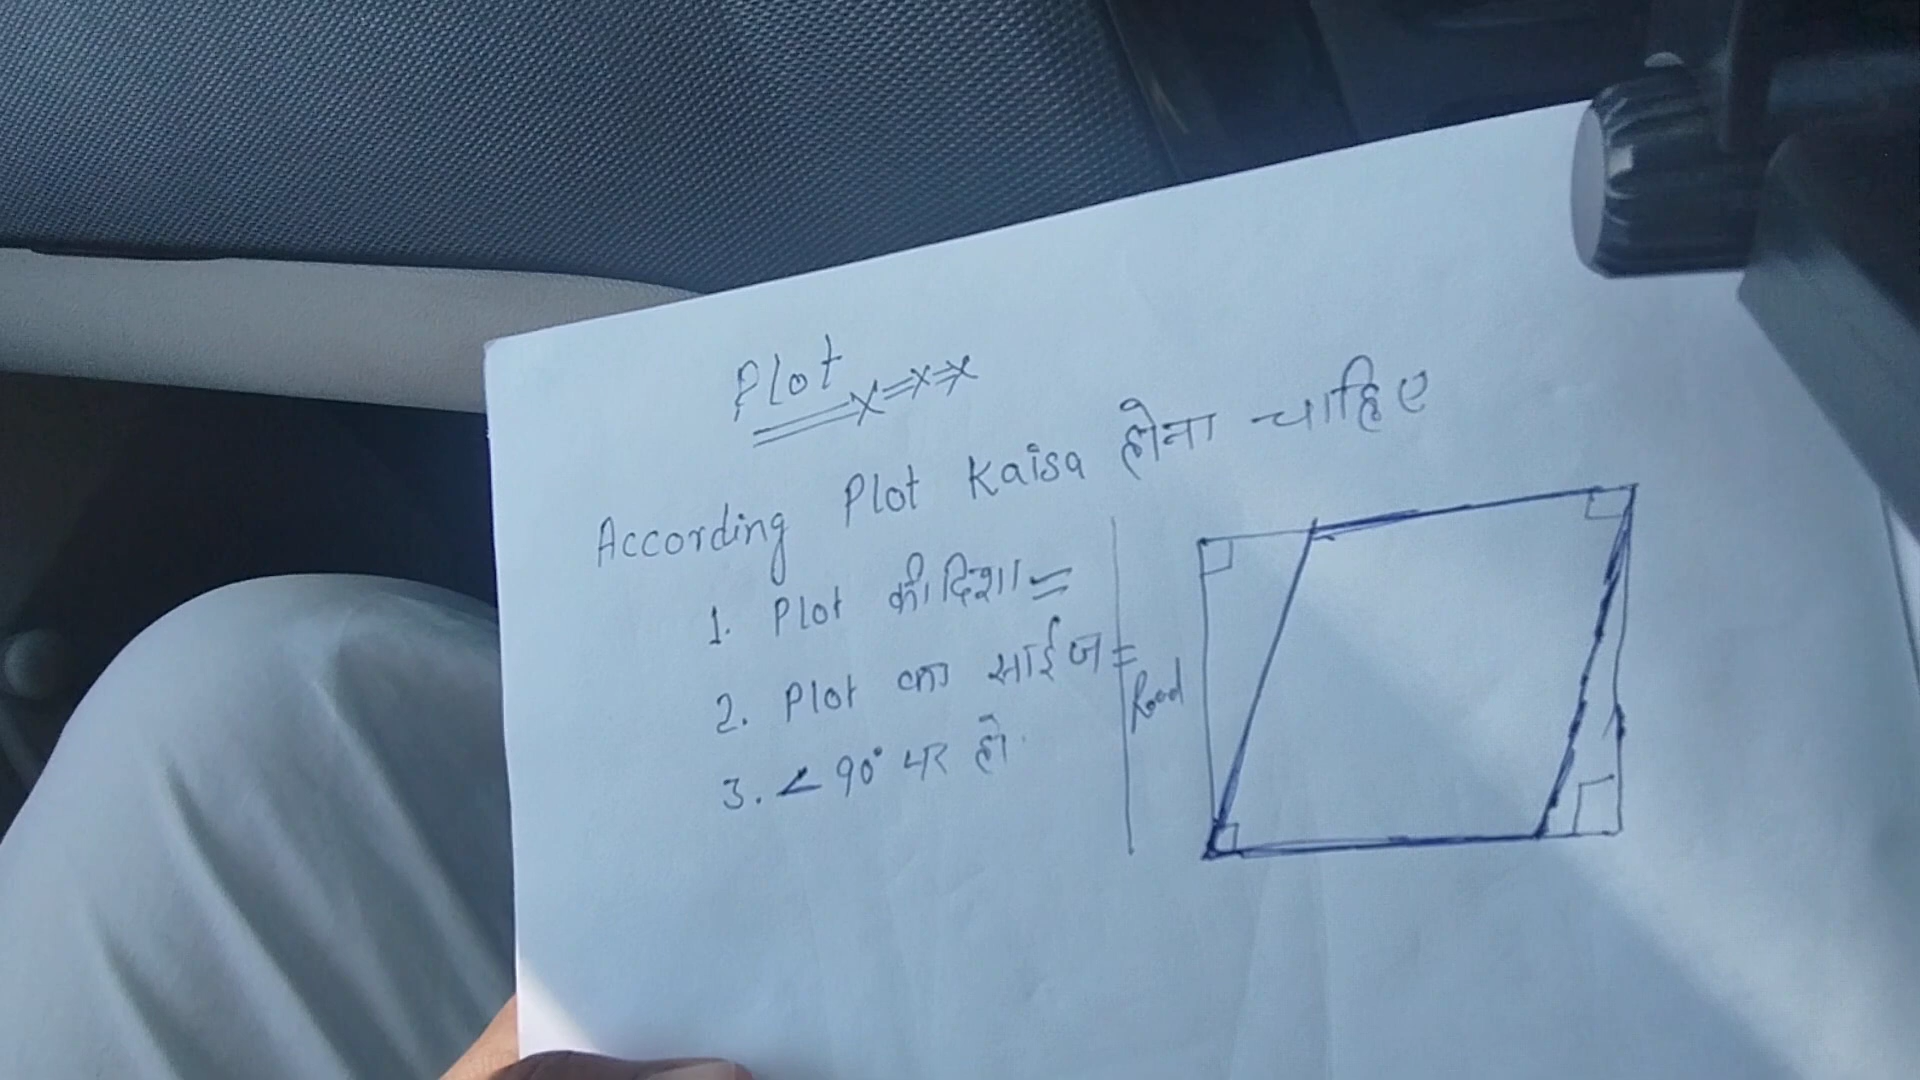 Plot
According Plot Kaisa होना चाहिए
1. Plot की दिशा =
2. Plot का साईज =
3. < 90° पर हो.
Road